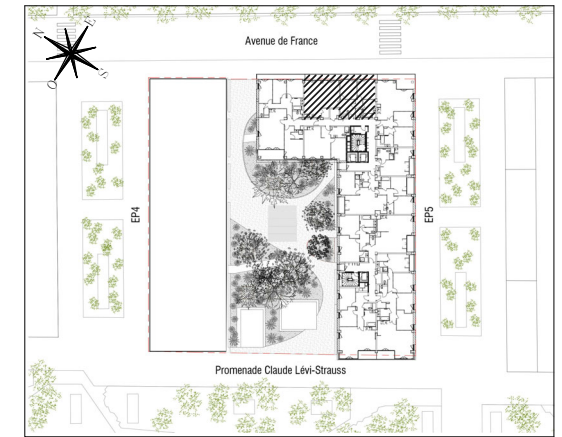 N
E
O
S
Avenue de France
EP4
EP5
Promenade Claude Lévi-Strauss